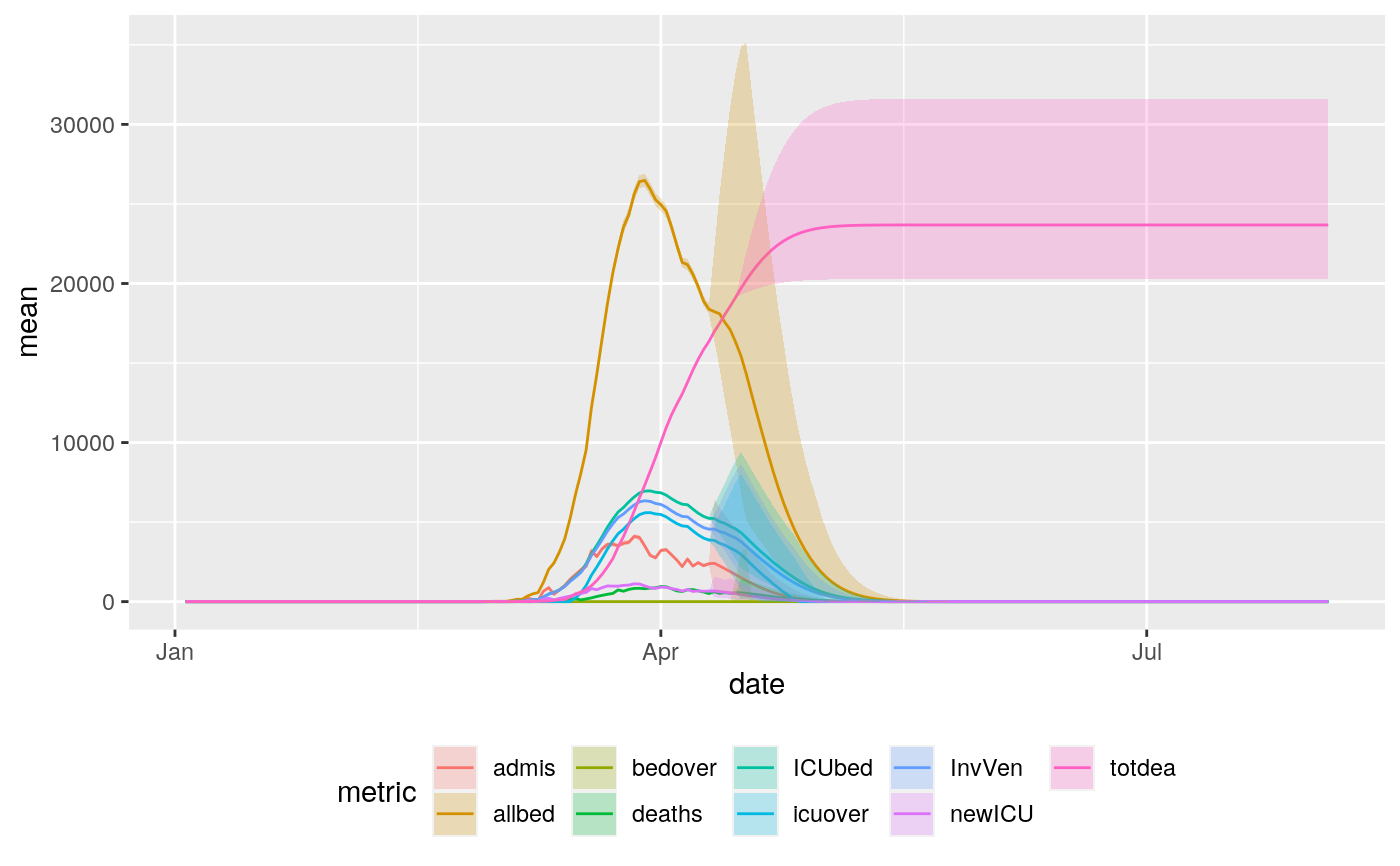 30000
20000
10000
0
mean
Jan Apr Jul
date
metric
admis bedover ICUbed InvVen totdea
allbed deaths icuover newICU